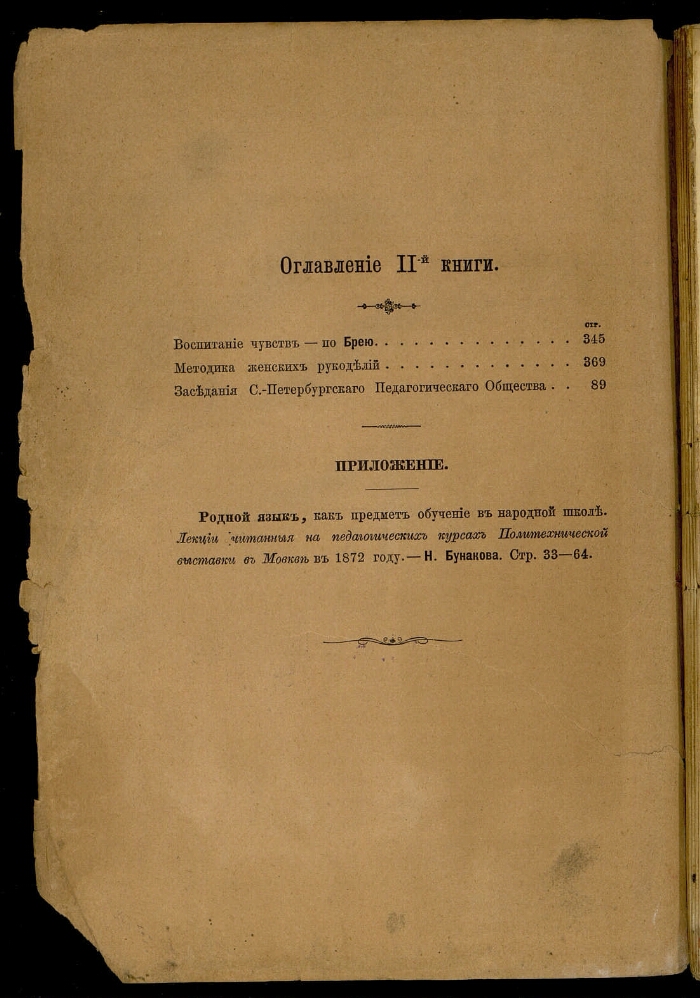 Оглавленіе II-й книги.
стр.
Воспитаніе чувствъ — по Брею. . . . . . . . . . . . . . . 345
Методика женскихъ рукодѣлій . . . . . . . . . . . . . . 369
Засѣданія С.-Петербургскаго Педагогическаго Общества . . 89
ПРИЛОЖЕНІЕ.
Родной языкъ, какъ предметъ обученіе въ народной школѣ.
Лекціи читанныя на педагогическихъ курсахъ Политехнической
выставки въ Мовквѣ въ 1872 году. — Н. Бунакова. Стр. 33—64.